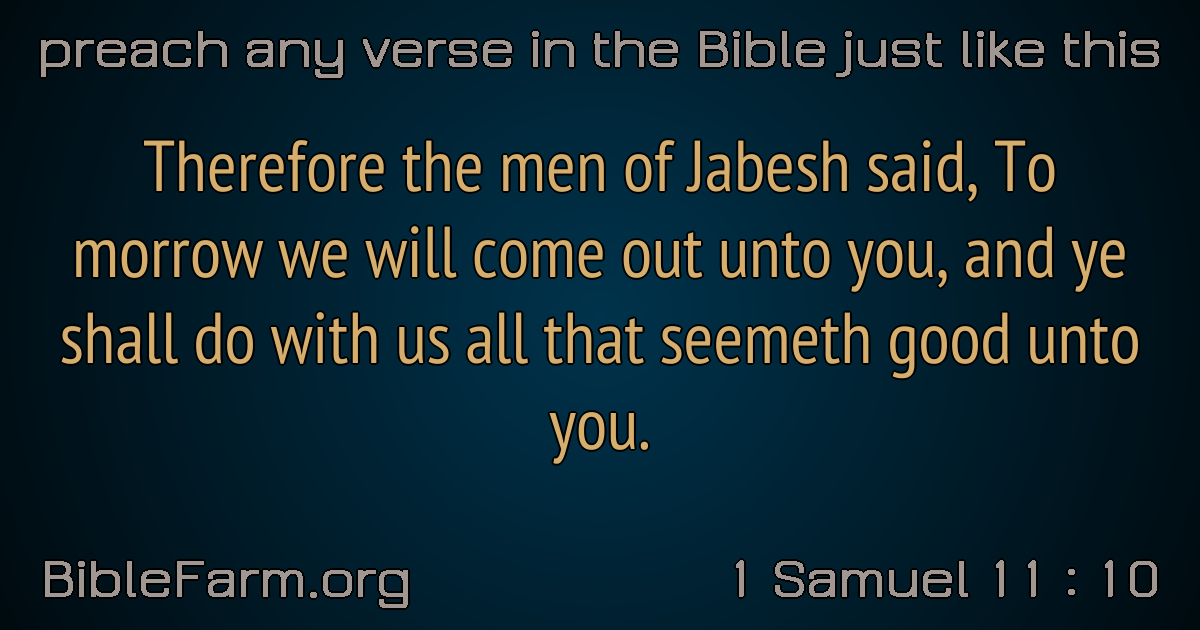 preach any verse in the Bible just like this
Therefore the men of Jabesh said, To
morrow we will come out unto you, and ye
shall do with us all that seemeth good unto
you.
BibleFarm.org
1 Samuel 11 : 10